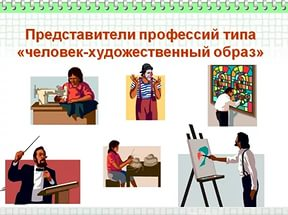 Представители профессий типа
«человек-художественный образ»